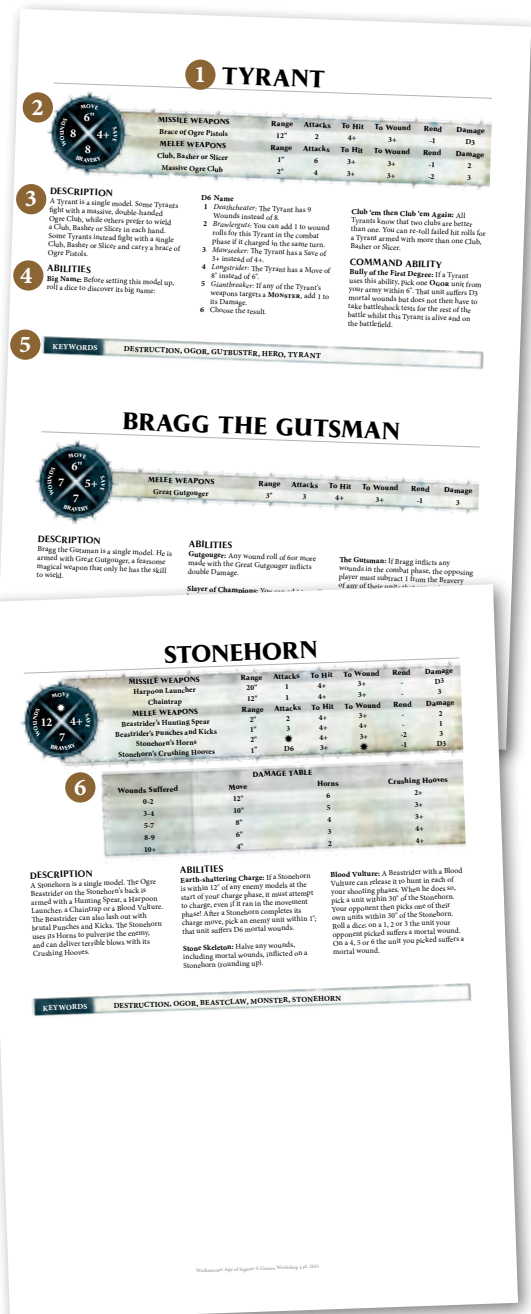 1 TYRANT
2
MOVE
6"
WOUNDS 8 4+ SAVE
8
BRAVERY
MISSILE WEAPONS Range Attacks To Hit To Wound Rend Damage
Brace of Ogre Pistols 12" 2 4+ 3+ -1 D3
MELEE WEAPONS Range Attacks To Hit To Wound Rend Damage
Club, Basher or Slicer 1" 6 3+ 3+ -1 2
Massive Ogre Club 2" 4 3+ 3+ -2 3
3 DESCRIPTION
A Tyrant is a single model. Some Tyrants
fight with a massive, double-handed
Ogre Club, while others prefer to wield
a Club, Basher or Slicer in each hand.
Some Tyrants instead fight with a single
Club, Basher or Slicer and carry a brace of
Ogre Pistols.
4 ABILITIES
Big Name: Before setting this model up,
roll a dice to discover its big name:
D6 Name
1 Deathcheater: The Tyrant has 9
Wounds instead of 8.
2 Brawlerguts: You can add 1 to wound
rolls for this Tyrant in the combat
phase if it charged in the same turn.
3 Mawseeker: The Tyrant has a Save of
3+ instead of 4+.
4 Longstrider: The Tyrant has a Move of
8" instead of 6".
5 Giantbreaker: If any of the Tyrant's
weapons targets a MONSTER, add 1 to
its Damage.
6 Choose the result.
Club 'em then Club 'em Again: All
Tyrants know that two clubs are better
than one. You can re-roll failed hit rolls for
a Tyrant armed with more than one Club,
Basher or Slicer.
COMMAND ABILITY
Bully of the First Degree: If a Tyrant
uses this ability, pick one OGOR unit from
your army within 6". That unit suffers D3
mortal wounds but does not then have to
take battleshock tests for the rest of the
battle whilst this Tyrant is alive and on
the battlefield.
5 KEYWORDS DESTRUCTION, OGOR, GUTBUSTER, HERO, TYRANT
BRAGG THE GUTSMAN
MOVE
6"
WOUNDS 7 5+ SAVE
7
BRAVERY
MELEE WEAPONS Range Attacks To Hit To Wound Rend Damage
Great Gutgouger 3" 3 4+ 3+ -1 3
DESCRIPTION
Bragg the Gutsman is a single model. He is
armed with Great Gutgouger, a fearsome
magical weapon that only he has the skill
to wield.
ABILITIES
Gutgouger: Any wound roll of 6or more
made with the Great Gutgouger inflicts
double Damage.
Slayer of Champions: You can add
The Gutsman: If Bragg inflicts any
wounds in the combat phase, the opposing
player must subtract 1 from the Bravery
of any of their units that
STONEHORN
MOVE
✹
WOUNDS 12 4+ SAVE
7
BRAVERY
MISSILE WEAPONS Range Attacks To Hit To Wound Rend Damage
Harpoon Launcher 20" 1 4+ 3+ - D3
Chaintrap 12" 1 4+ 3+ - 3
MELEE WEAPONS Range Attacks To Hit To Wound Rend Damage
Beastrider's Hunting Spear 2" 2 4+ 3+ - 2
Beastrider's Punches and Kicks 1" 3 4+ 4+ - 1
Stonehorn's Horns 2" ✹ 4+ 3+ -2 3
Stonehorn's Crushing Hooves 1" D6 3+ ✹ -1 D3
6 DAMAGE TABLE
Wounds Suffered Move Horns Crushing Hooves
0-2 12" 6 2+
3-4 10" 5 3+
5-7 8" 4 3+
8-9 6" 3 4+
10+ 4" 2 4+
DESCRIPTION
A Stonehorn is a single model. The Ogre
Beastrider on the Stonehorn's back is
armed with a Hunting Spear, a Harpoon
Launcher, a Chaintrap or a Blood Vulture.
The Beastrider can also lash out with
brutal Punches and Kicks. The Stonehorn
uses its Horns to pulverise the enemy,
and can deliver terrible blows with its
Crushing Hooves.
ABILITIES
Earth-shattering Charge: If a Stonehorn
is within 12" of any enemy models at the
start of your charge phase, it must attempt
to charge, even if it ran in the movement
phase! After a Stonehorn completes its
charge move, pick an enemy unit within 1";
that unit suffers D6 mortal wounds.
Stone Skeleton: Halve any wounds,
including mortal wounds, inflicted on a
Stonehorn (rounding up).
Blood Vulture: A Beastrider with a Blood
Vulture can release it to hunt in each of
your shooting phases. When he does so,
pick a unit within 30" of the Stonehorn.
Your opponent then picks one of their
own units within 30" of the Stonehorn.
Roll a dice; on a 1, 2 or 3 the unit your
opponent picked suffers a mortal wound.
On a 4, 5 or 6 the unit you picked suffers a
mortal wound.
KEYWORDS DESTRUCTION, OGOR, BEASTCLAW, MONSTER, STONEHORN
Warhammer: Age of Sigmar © Games Workshop Ltd. 2015